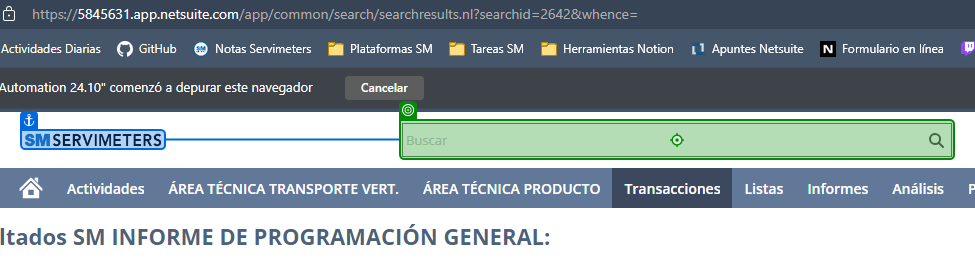 https://5845631.app.netsuite.com/app/common/search/searchresults.nl?searchid=2642&whence=
Actividades Diarias GitHub SM Notas Servimeters Plataformas SM Tareas SM Herramientas Notion Apuntes Netsuite N Formulario en línea
Automation 24.10" comenzó a depurar este navegador Cancelar
SM SERVIMETERS Buscar
Actividades ÁREA TÉCNICA TRANSPORTE VERT. ÁREA TÉCNICA PRODUCTO Transacciones Listas Informes Análisis P
ltados SM INFORME DE PROGRAMACIÓN GENERAL: